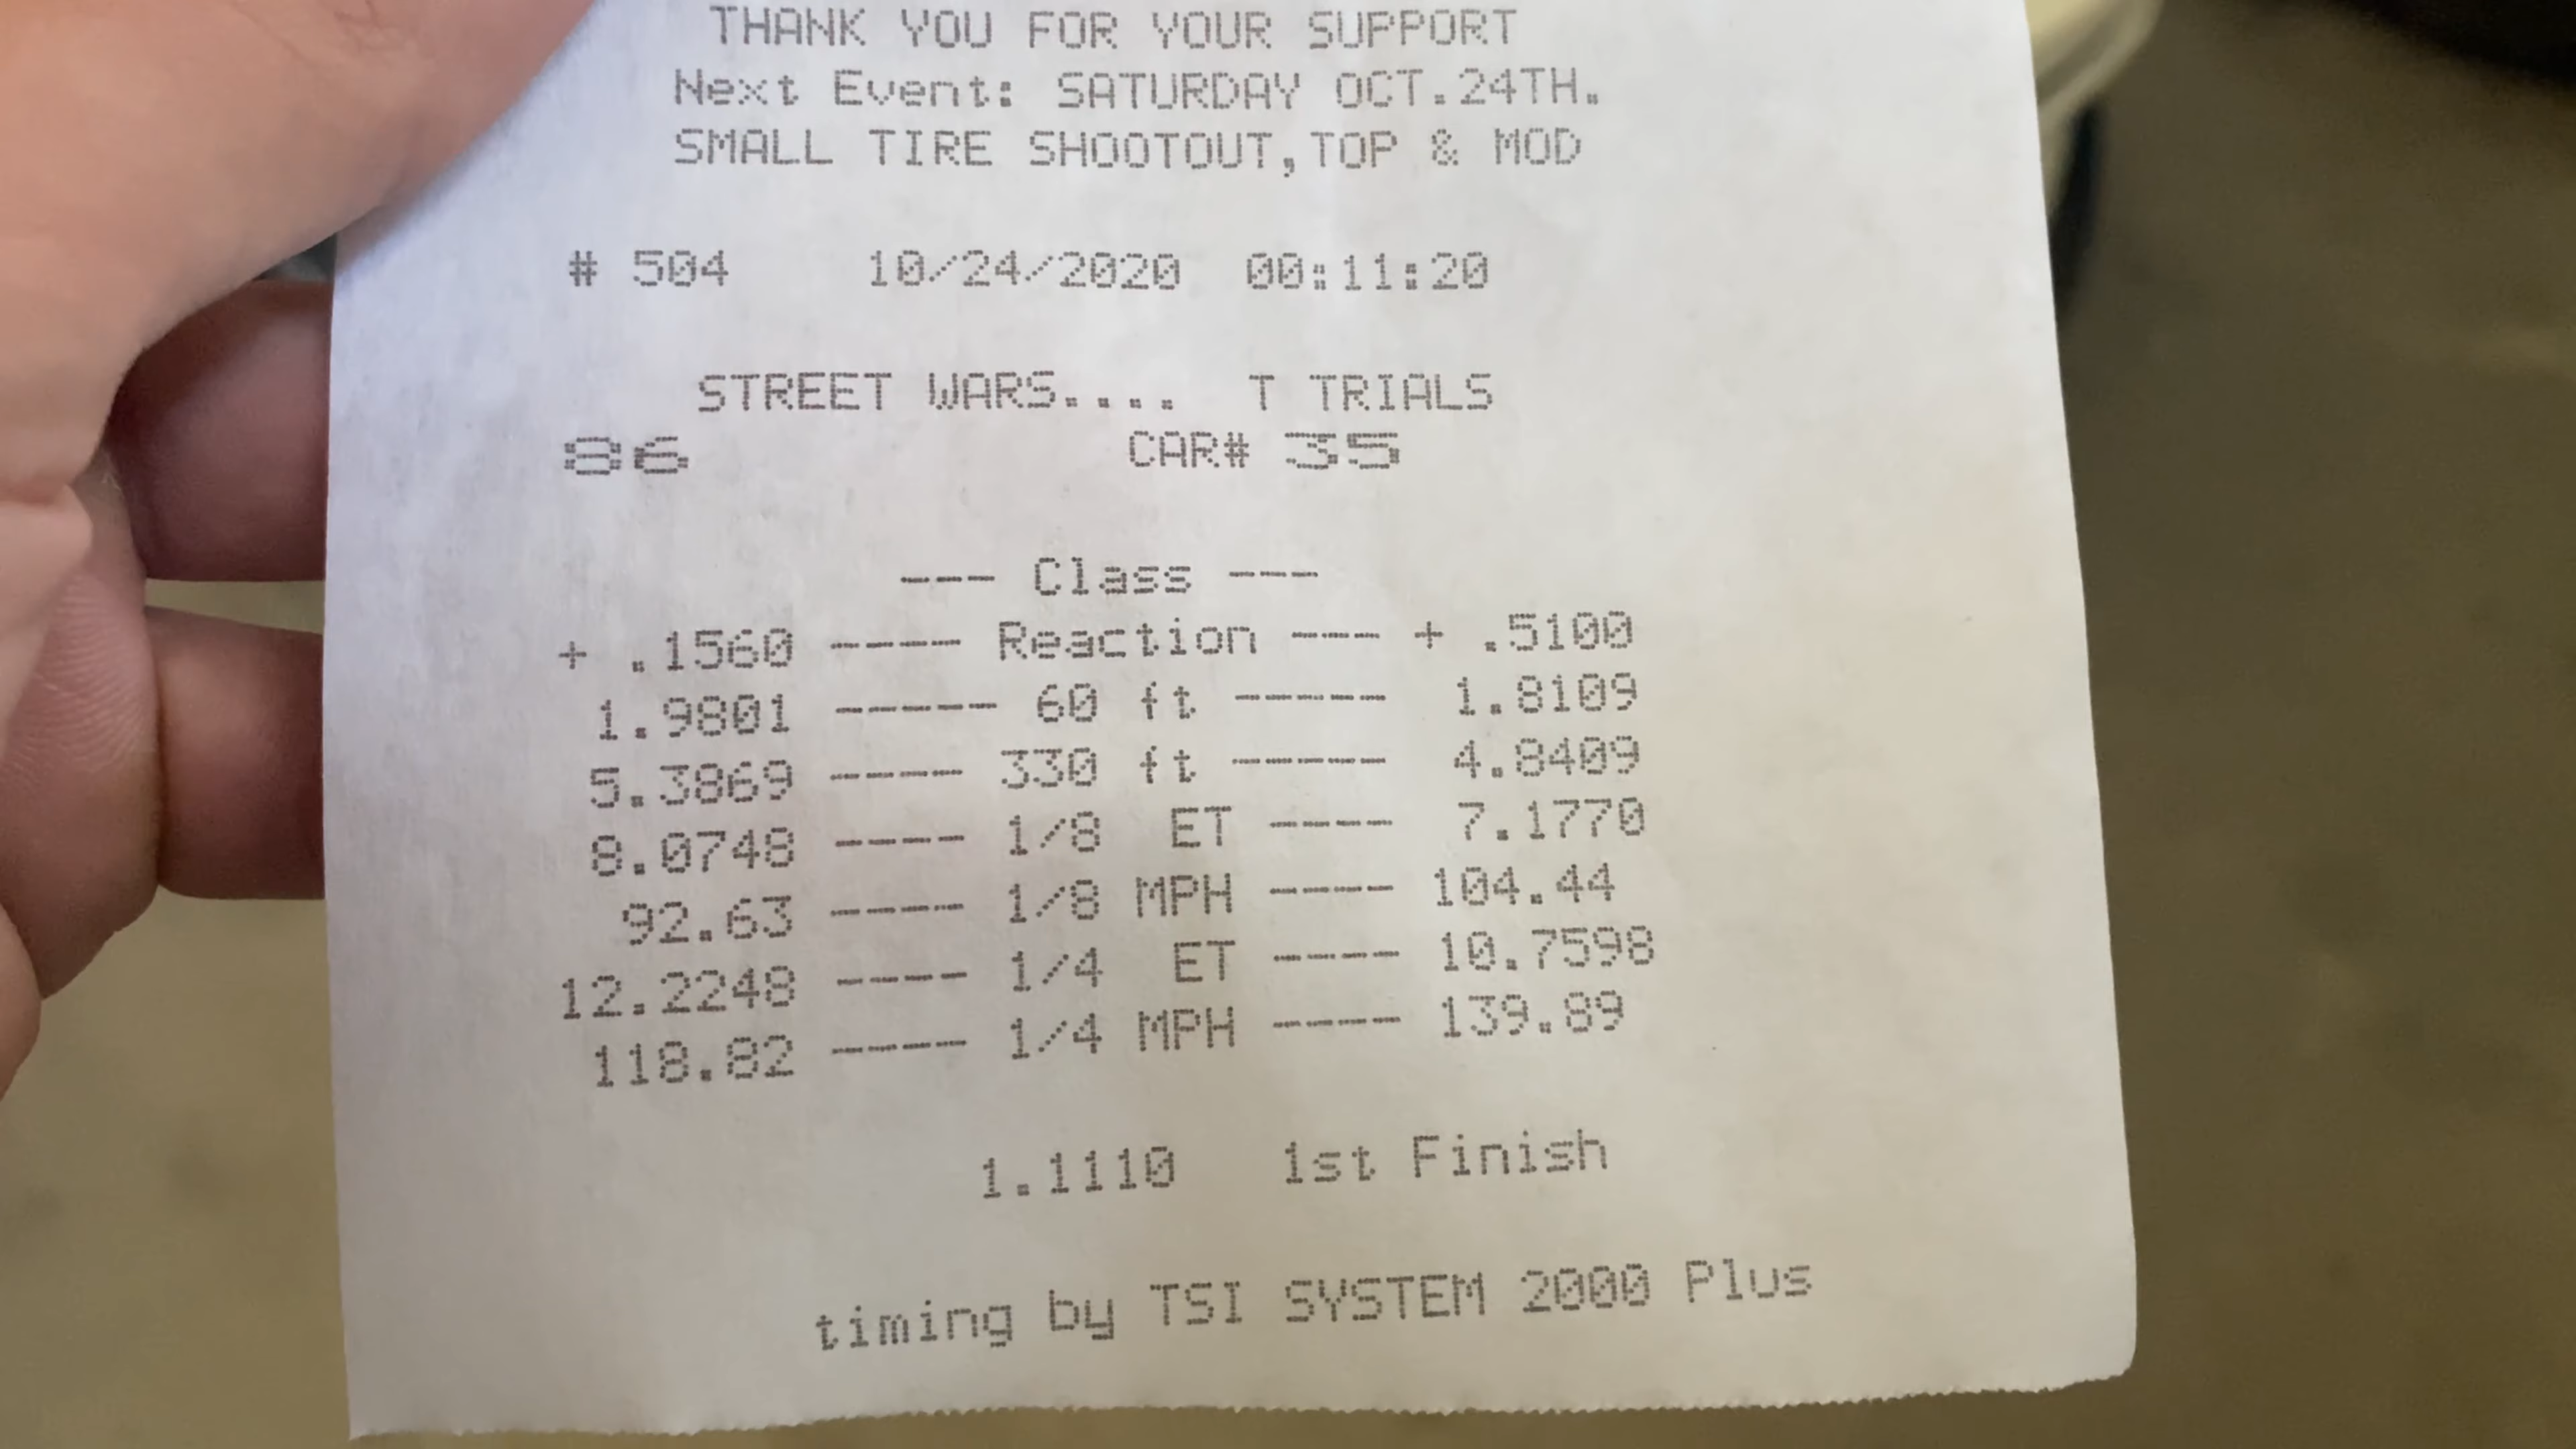 THANK YOU FOR YOUR SUPPORT
Next Event: SATURDAY OCT.24TH.
SMALL TIRE SHOOTOUT,TOP & MOD
# 504 10/24/2020 00:11:20
STREET WARS.... T TRIALS
86 CAR# 35
--- Class ---
+ .1560 ---- Reaction --- + .5100
1.9801 ----- 60 ft ----- 1.8109
5.3869 ---- 330 ft ----- 4.8409
8.0748 ---- 1/8 ET ---- 7.1770
92.63 ---- 1/8 MPH ---- 104.44
12.2248 ---- 1/4 ET ---- 10.7598
118.82 ---- 1/4 MPH ---- 139.89
1.1110 1st Finish
timing by TSI SYSTEM 2000 Plus